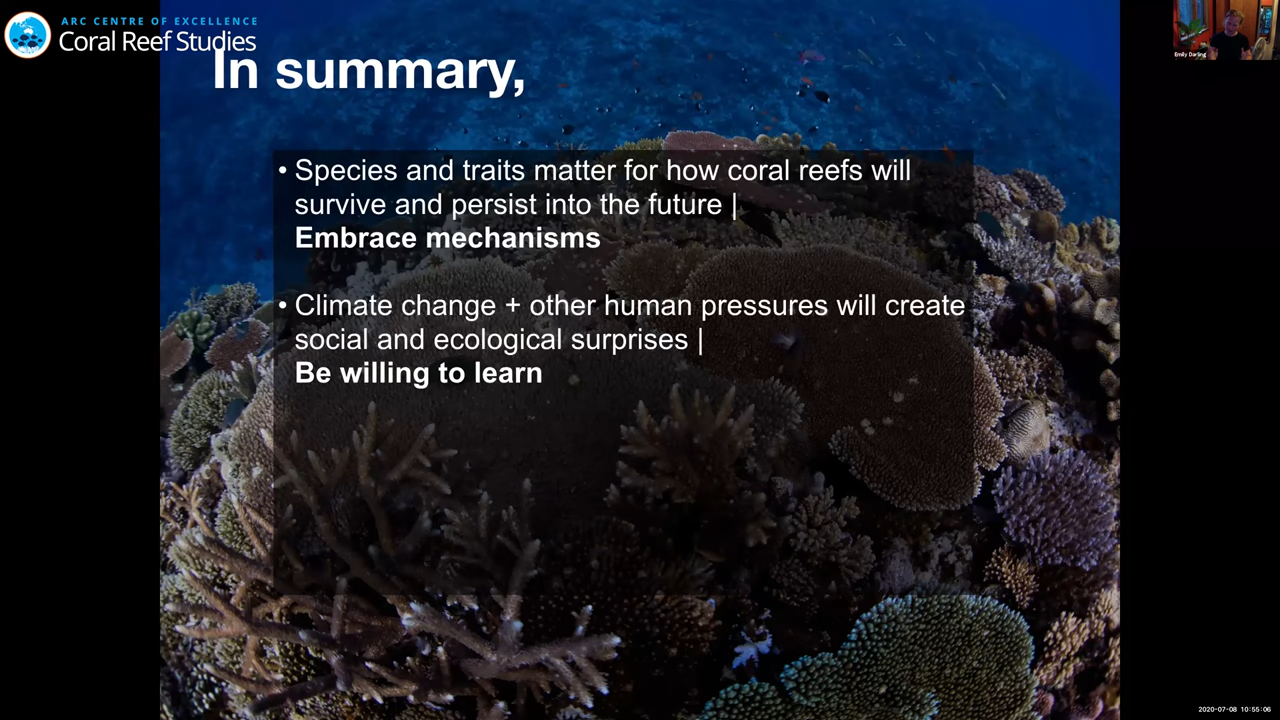 ARC CENTRE OF EXCELLENCE
Coral Reef Studies
In summary,
• Species and traits matter for how coral reefs will
survive and persist into the future |
Embrace mechanisms
• Climate change + other human pressures will create
social and ecological surprises |
Be willing to learn
Emily Darling
2020-07-08 10:55:06